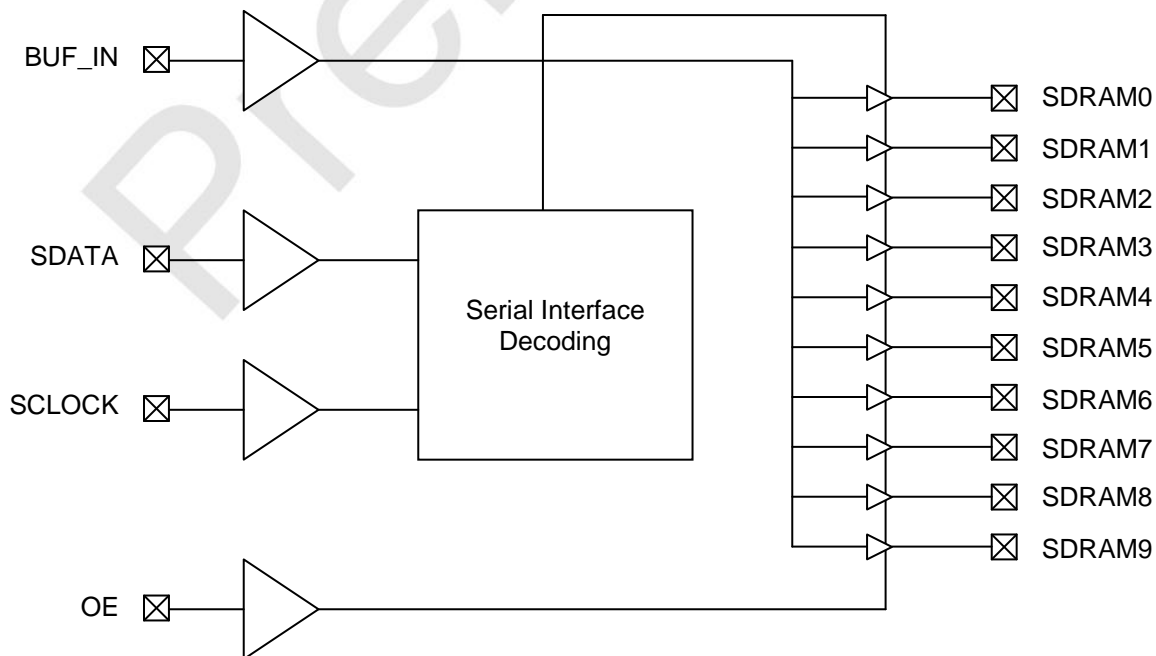 BUF_IN
SDATA
SCLOCK
OE
Serial Interface
Decoding
SDRAM0
SDRAM1
SDRAM2
SDRAM3
SDRAM4
SDRAM5
SDRAM6
SDRAM7
SDRAM8
SDRAM9